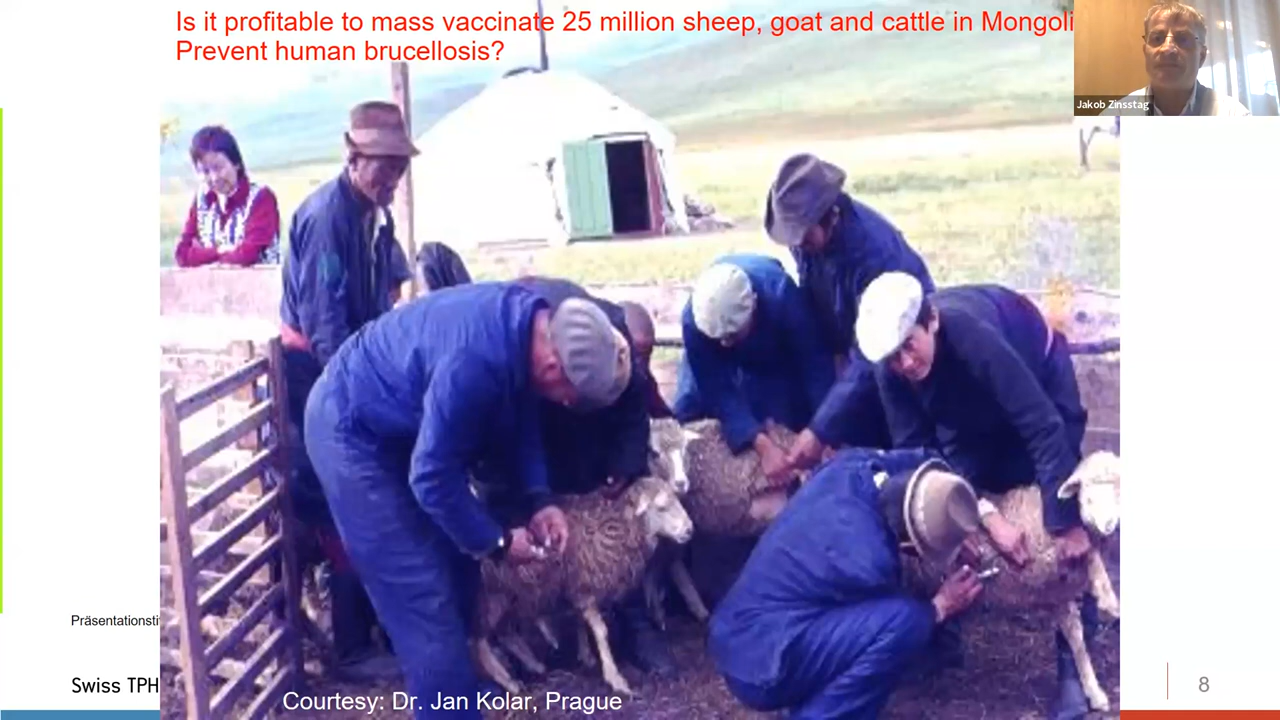 Is it profitable to mass vaccinate 25 million sheep, goat and cattle in Mongoli
Prevent human brucellosis?
Jakob Zinsstag
Präsentationsti
Swiss TPH
Courtesy: Dr. Jan Kolar, Prague
8